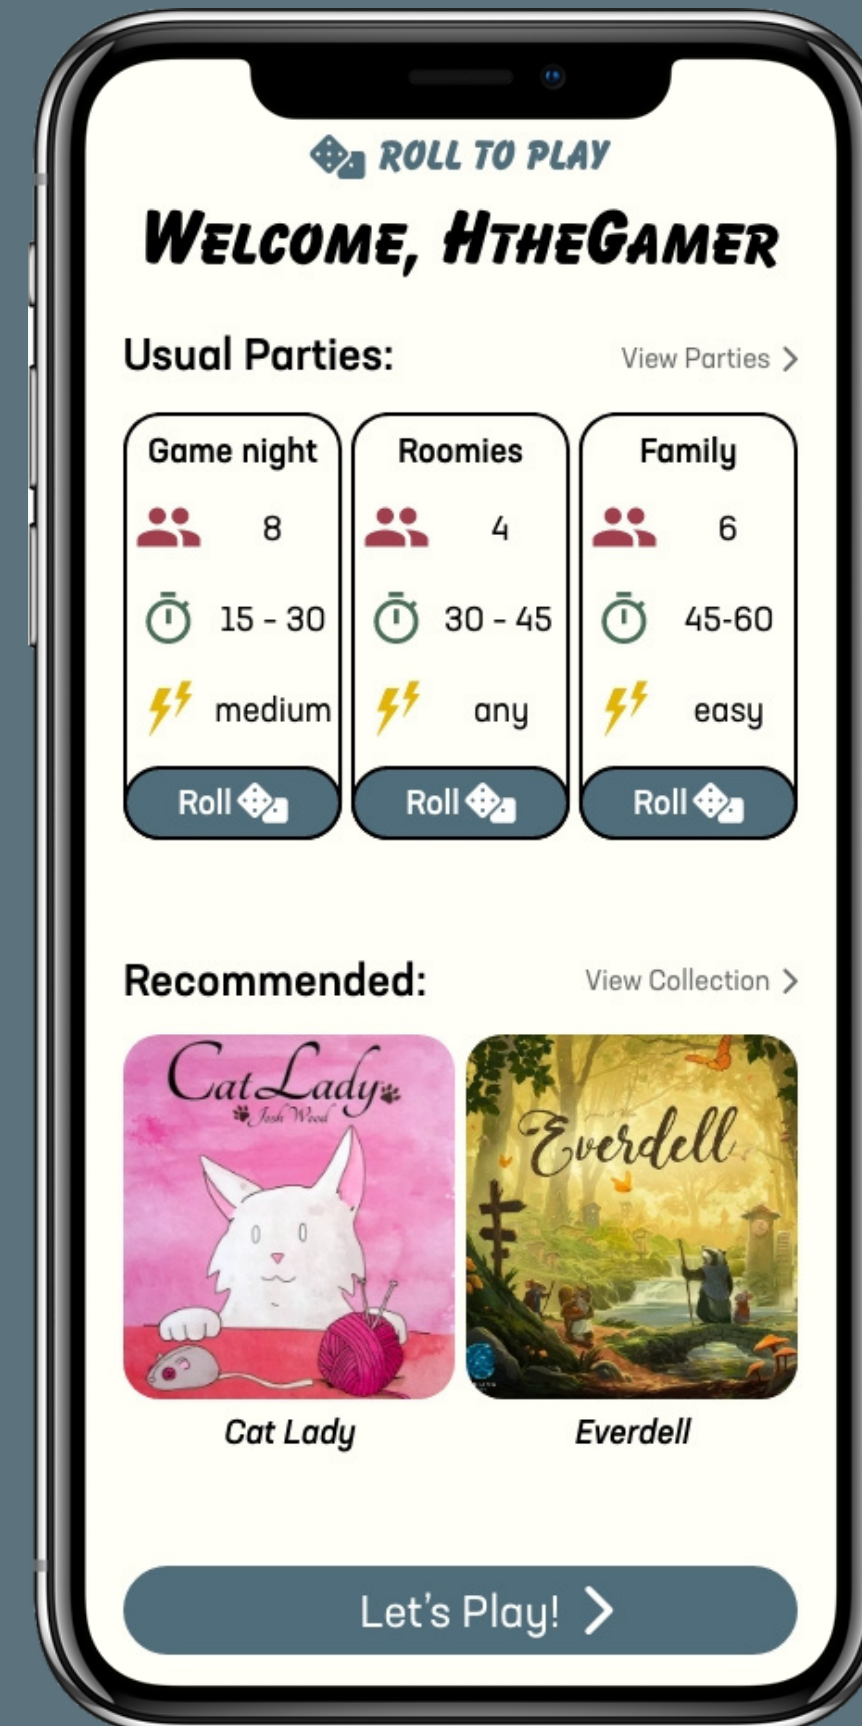 ROLL TO PLAY
WELCOME, HTHEGAMER
Usual Parties:
View Parties >
Game night
8
15 - 30
medium
Roll
Roomies
4
30 - 45
any
Roll
Family
6
45-60
easy
Roll
Recommended:
View Collection >
Cat Lady
Josh Wood
Everdell
Cat Lady
Everdell
Let's Play! >